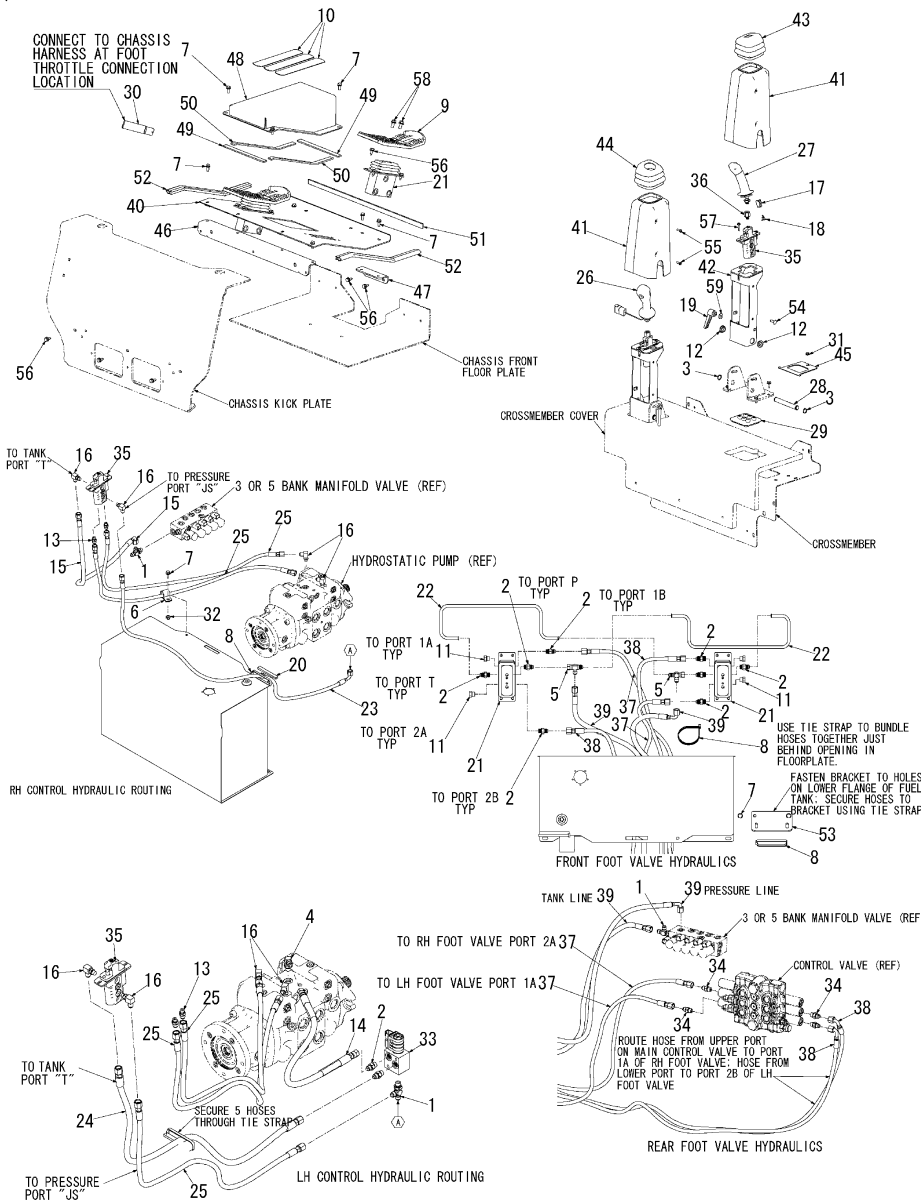 10
43
CONNECT TO CHASSIS
HARNESS AT FOOT
THROTTLE CONNECTION
LOCATION
7
48
7
58
9
41
30
50
49
49
44
27
56
36
17
7
50
21
52
57
18
40
51
41
55
35
46
7
42
52
26
59
47
19
54
56
12
12
31
45
56
CHASSIS FRONT
FLOOR PLATE
3
28
3
CHASSIS KICK PLATE
CROSSMEMBER COVER
29
TO TANK
PORT "T"
16
35
16
TO PRESSURE
PORT "JS"
3 OR 5 BANK MANIFOLD VALVE (REF)
15
25
25
16
13
CROSSMEMBER
15
1
7
HYDROSTATIC PUMP (REF)
6
32
8
20
A
23
RH CONTROL HYDRAULIC ROUTING
22
2
TO PORT P
TYP
2
TO PORT 1B
TYP
TO PORT 1A
TYP
38
2
22
11
TO PORT T
TYP
2
5
37
5
2
11
2
TO PORT 2A
TYP
39
37
2
39
21
11
21
38
8
USE TIE STRAP TO BUNDLE
HOSES TOGETHER JUST
BEHIND OPENING IN
FLOORPLATE.
TO PORT 2B
TYP
2
7
FASTEN BRACKET TO HOLES
ON LOWER FLANGE OF FUEL
TANK; SECURE HOSES TO
BRACKET USING TIE STRAP
53
8
FRONT FOOT VALVE HYDRAULICS
TANK LINE
39
1
39
PRESSURE LINE
3 OR 5 BANK MANIFOLD VALVE (REF
TO RH FOOT VALVE PORT 2A
37
CONTROL VALVE (REF)
TO LH FOOT VALVE PORT 1A
37
34
34
38
34
38
ROUTE HOSE FROM UPPER PORT
ON MAIN CONTROL VALVE TO PORT
1A OF RH FOOT VALVE; HOSE FROM
LOWER PORT TO PORT 2B OF LH
FOOT VALVE
REAR FOOT VALVE HYDRAULICS
4
35
16
16
16
13
25
2
33
25
14
TO TANK
PORT "T"
24
1
SECURE 5 HOSES
THROUGH TIE STRAP
A
TO PRESSURE
PORT "JS"
25
LH CONTROL HYDRAULIC ROUTING